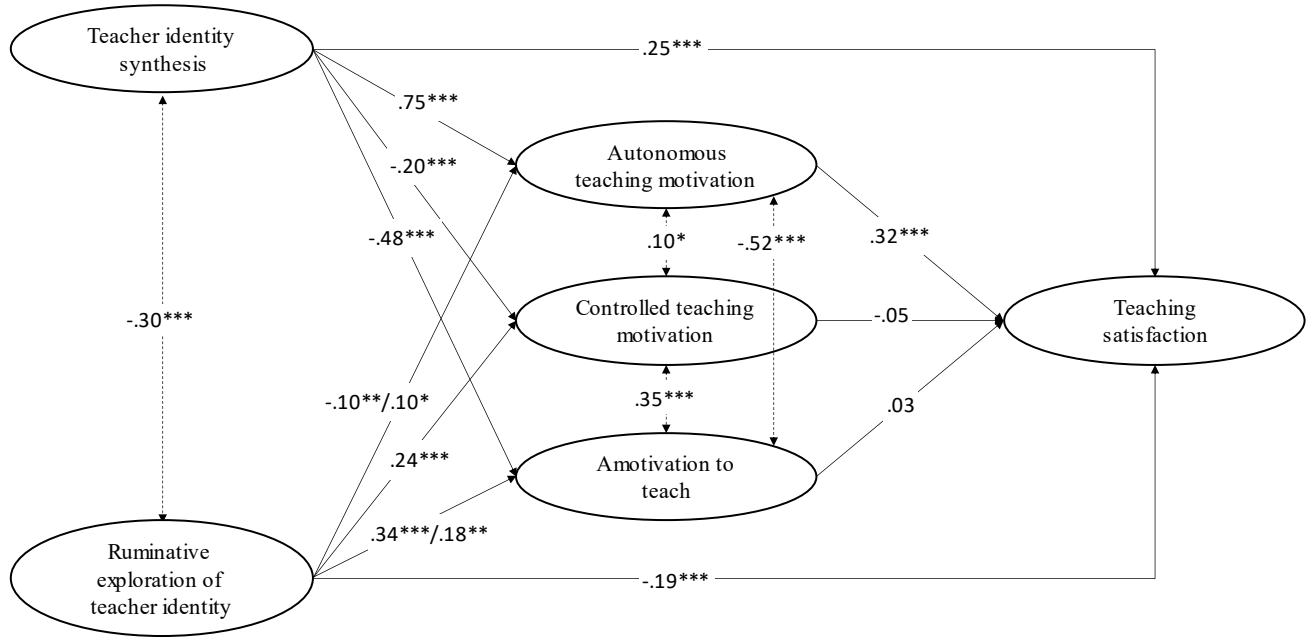 Teacher identity
synthesis
.25***
.75***
Autonomous
teaching motivation
-.20***
-.48***
.10*
-.52***
.32***
Controlled teaching
motivation
-.05
Teaching
satisfaction
-.30***
-.10**/.10*
.35***
.03
.24***
Amotivation to
teach
.34***/.18**
Ruminative
exploration of
teacher identity
-.19***